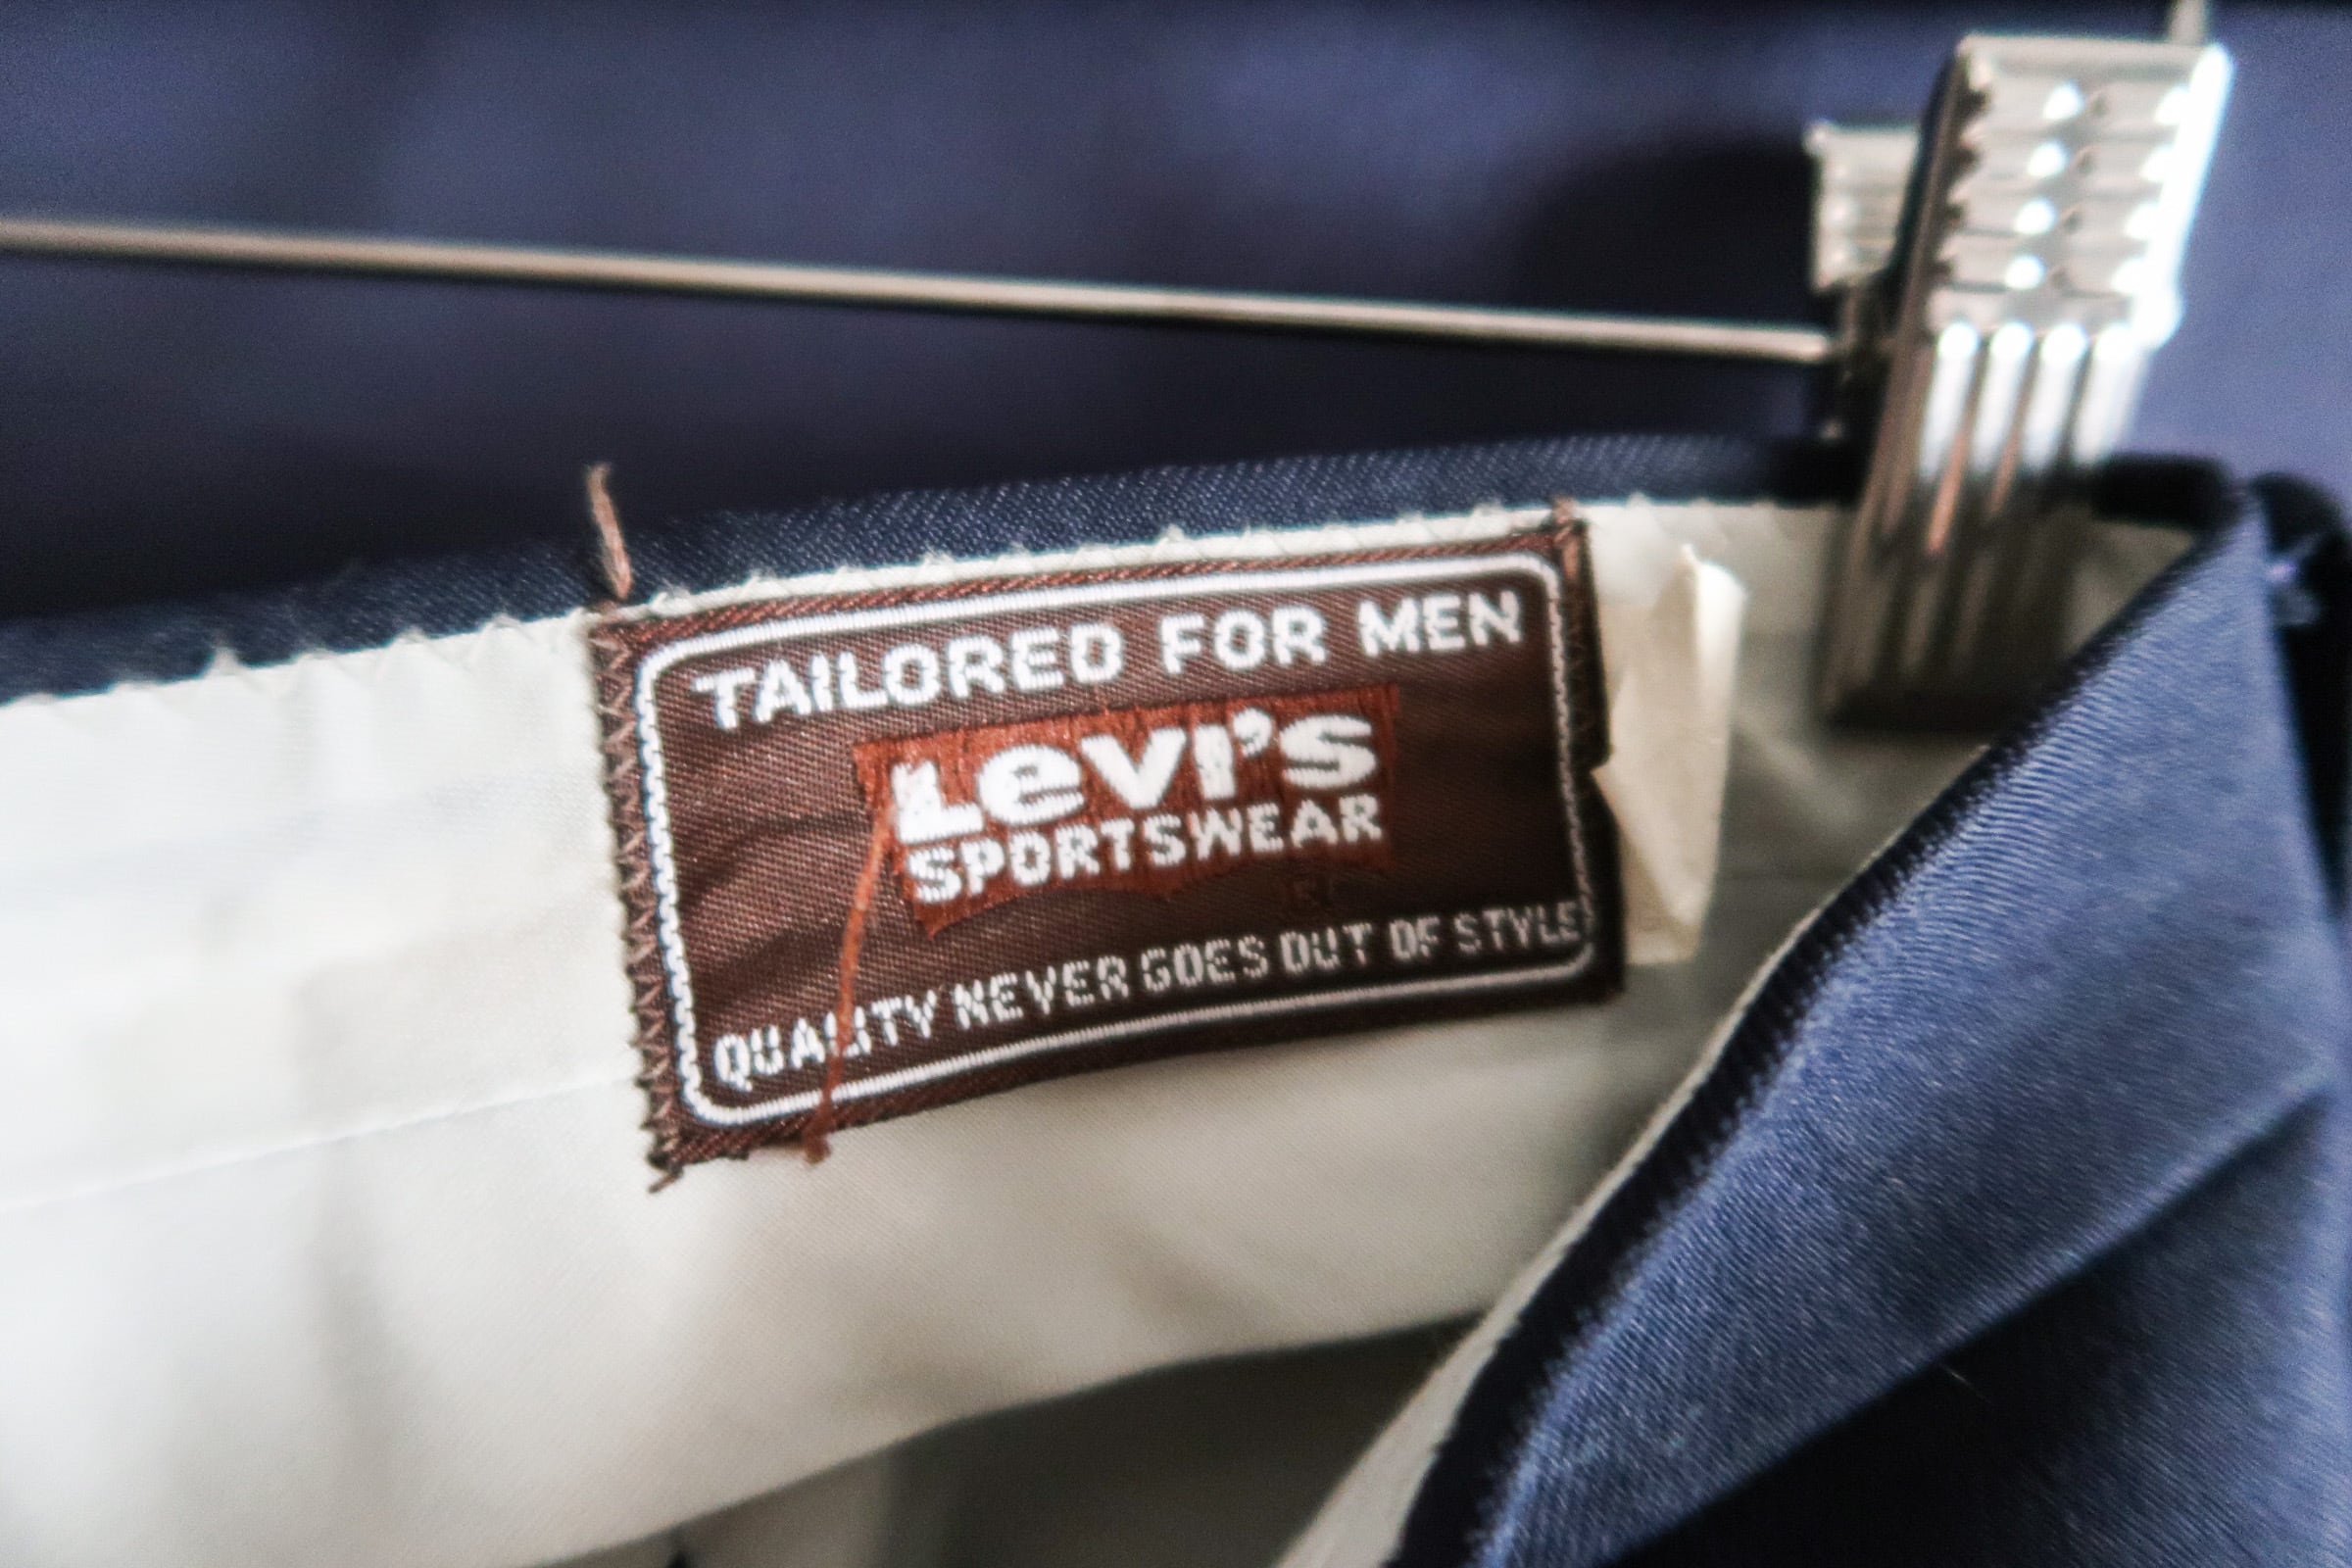 TAILORED FOR MEN
Levi's
SPORTSWEAR
QUALITY NEVER GOES OUT OF STYLE